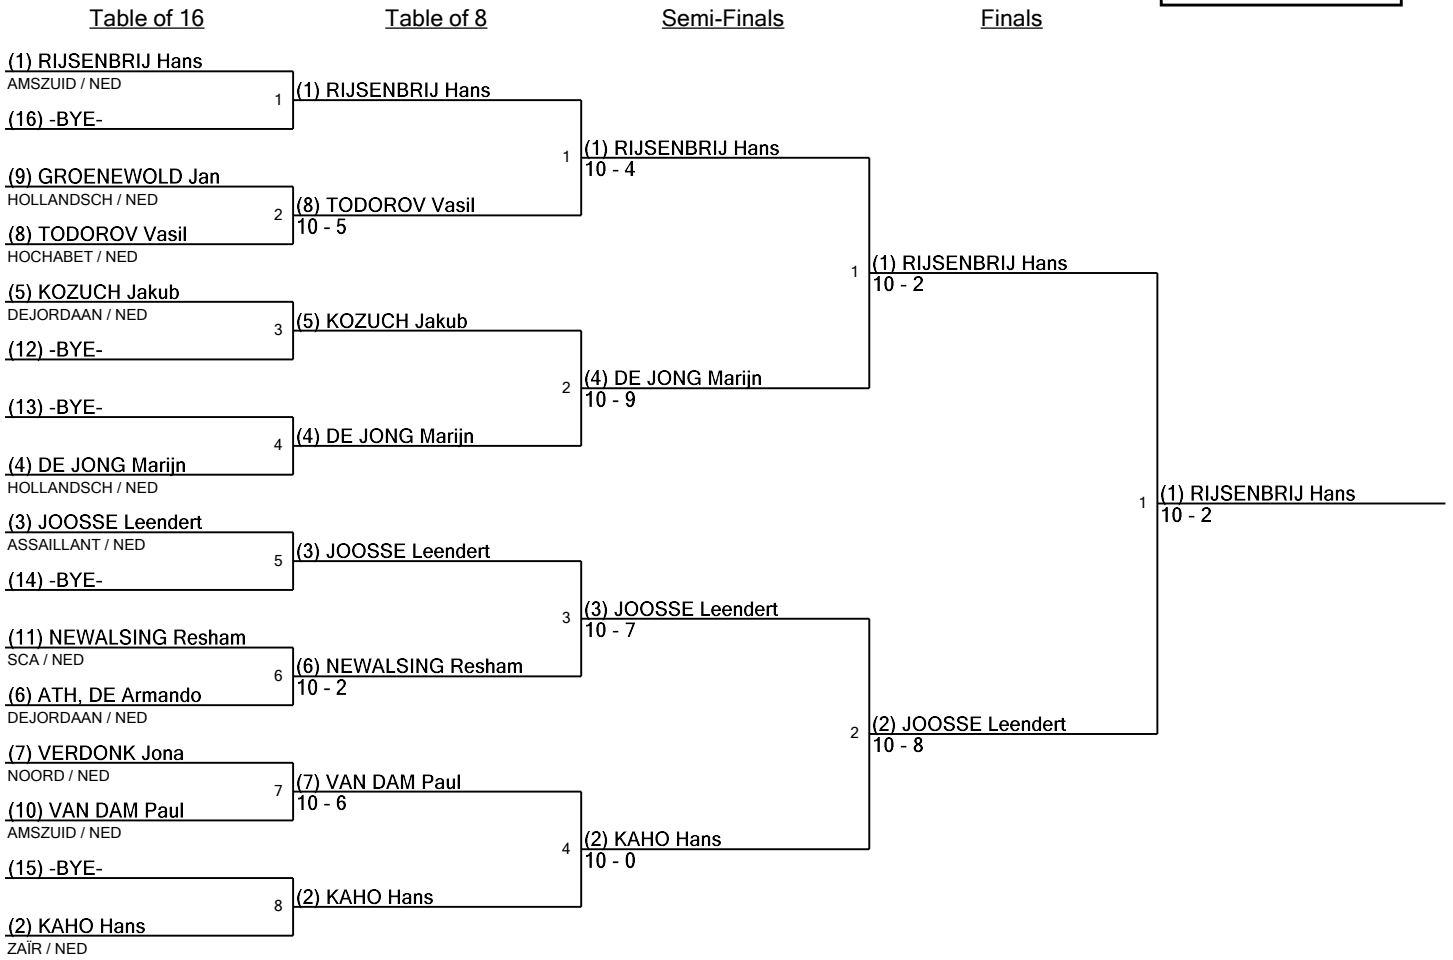 Table of 16
Table of 8
Semi-Finals
Finals
(1) RIJSENBRIJ Hans
AMSZUID / NED
(16) -BYE-
(9) GROENEWOLD Jan
HOLLANDSCH / NED
(8) TODOROV Vasil
HOCHABET / NED
(5) KOZUCH Jakub
DEJORDAAN / NED
(12) -BYE-
(13) -BYE-
(4) DE JONG Marijn
HOLLANDSCH / NED
(3) JOOSSE Leendert
ASSAILLANT / NED
(14) -BYE-
(11) NEWALSING Resham
SCA / NED
(6) ATH, DE Armando
DEJORDAAN / NED
(7) VERDONK Jona
NOORD / NED
(10) VAN DAM Paul
AMSZUID / NED
(15) -BYE-
(2) KAHO Hans
ZAÏR / NED
1
(1) RIJSENBRIJ Hans
2
(8) TODOROV Vasil
10 - 5
3
(5) KOZUCH Jakub
4
(4) DE JONG Marijn
5
(3) JOOSSE Leendert
6
(6) NEWALSING Resham
10 - 2
7
(7) VAN DAM Paul
10 - 6
8
(2) KAHO Hans
1
(1) RIJSENBRIJ Hans
10 - 4
2
(4) DE JONG Marijn
10 - 9
3
(3) JOOSSE Leendert
10 - 7
4
(2) KAHO Hans
10 - 0
1
(1) RIJSENBRIJ Hans
10 - 2
2
(2) JOOSSE Leendert
10 - 8
1
(1) RIJSENBRIJ Hans
10 - 2